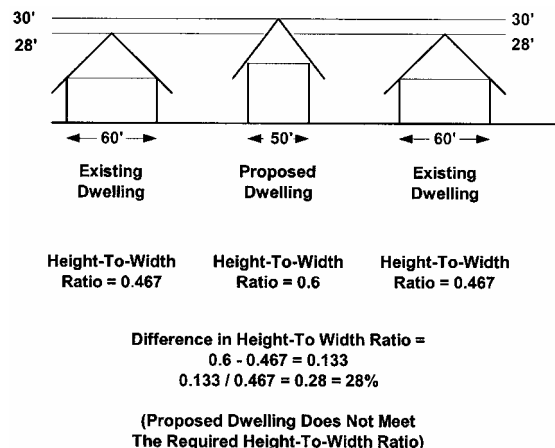 30' 30'
28' 28'
60' 50' 60'
Existing Proposed Existing
Dwelling Dwelling Dwelling
Height-To-Width Height-To-Width Height-To-Width
Ratio = 0.467 Ratio = 0.6 Ratio = 0.467
Difference in Height-To Width Ratio =
0.6 - 0.467 = 0.133
0.133 / 0.467 = 0.28 = 28%
(Proposed Dwelling Does Not Meet
The Required Height-To-Width Ratio)